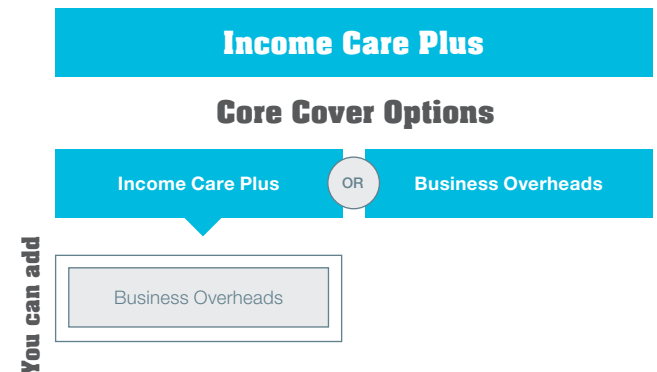 Income Care Plus
Core Cover Options
Income Care Plus
OR
Business Overheads
You can add
Business Overheads